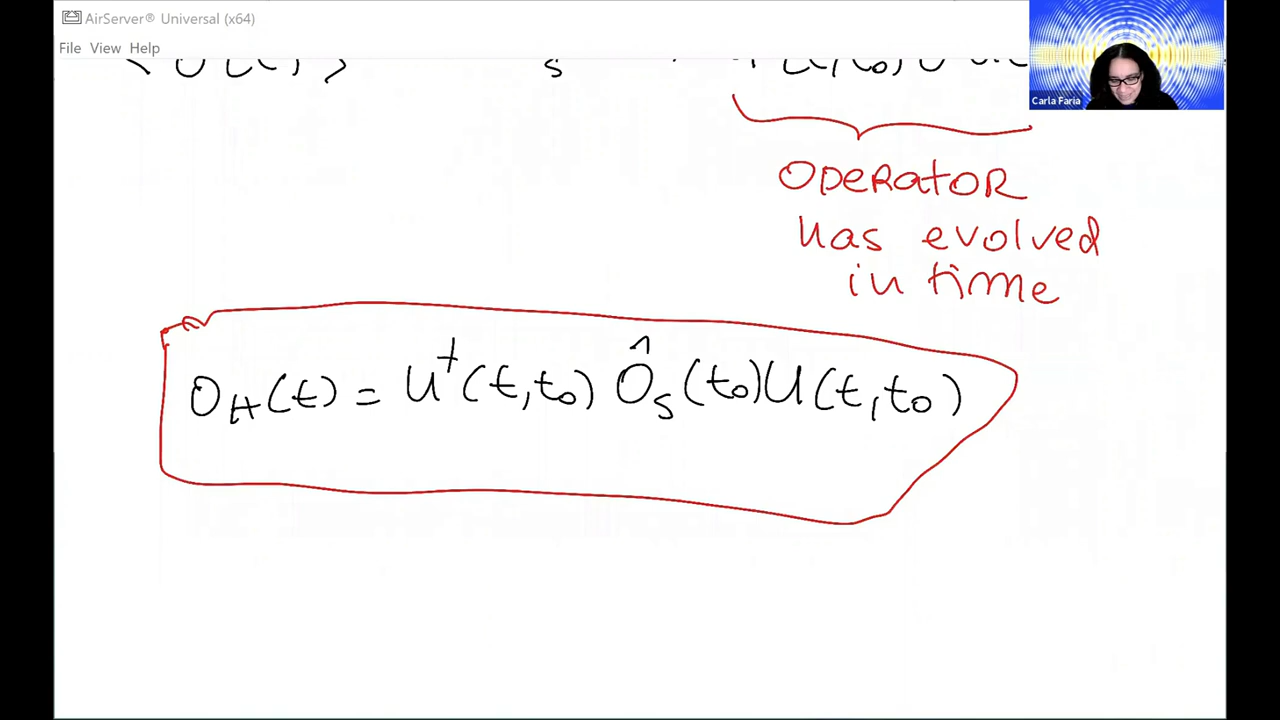 AirServer® Universal (x64)
File View Help
Carla Faria
OPERATOR
has evolved
in time
O_H(t) = U†(t,t₀) Ô_S(t₀)U(t,t₀)